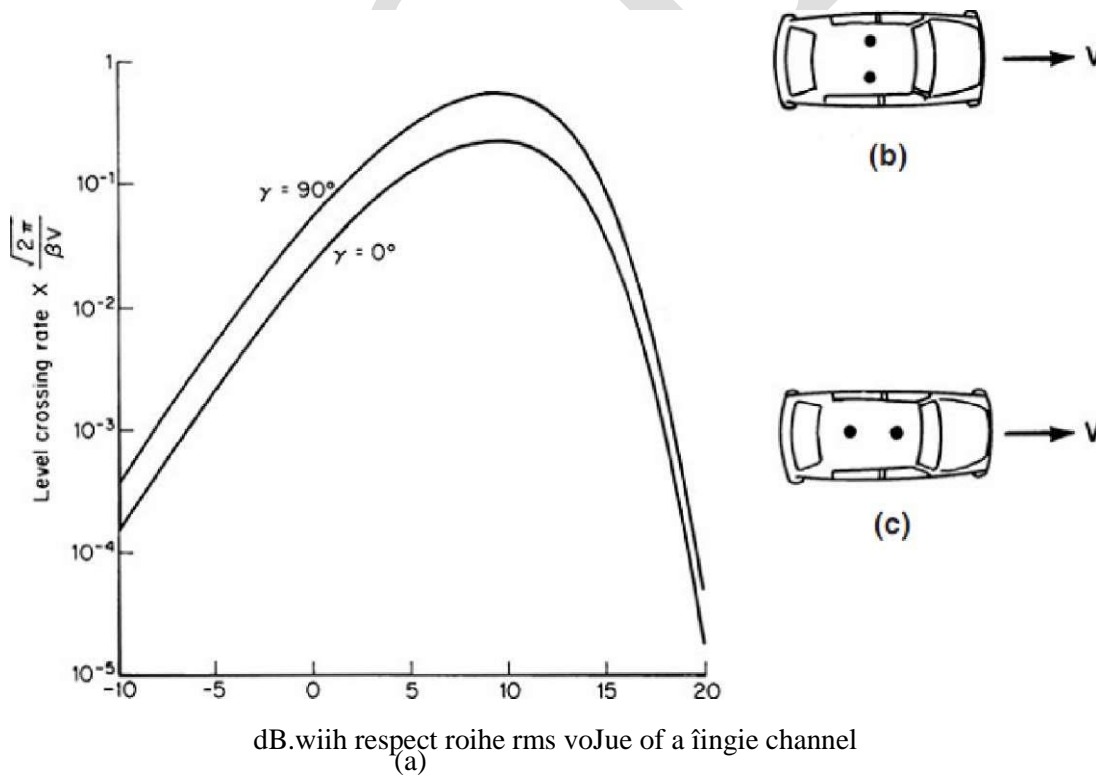 1
10⁻¹
10⁻²
10⁻³
10⁻⁴
10⁻⁵
Level crossing rate X √2π / βV
γ = 90°
γ = 0°
-10 -5 0 5 10 15 20
dB.wiih respect roihe rms voJue of a îingie channel
(a)
V
(b)
V
(c)